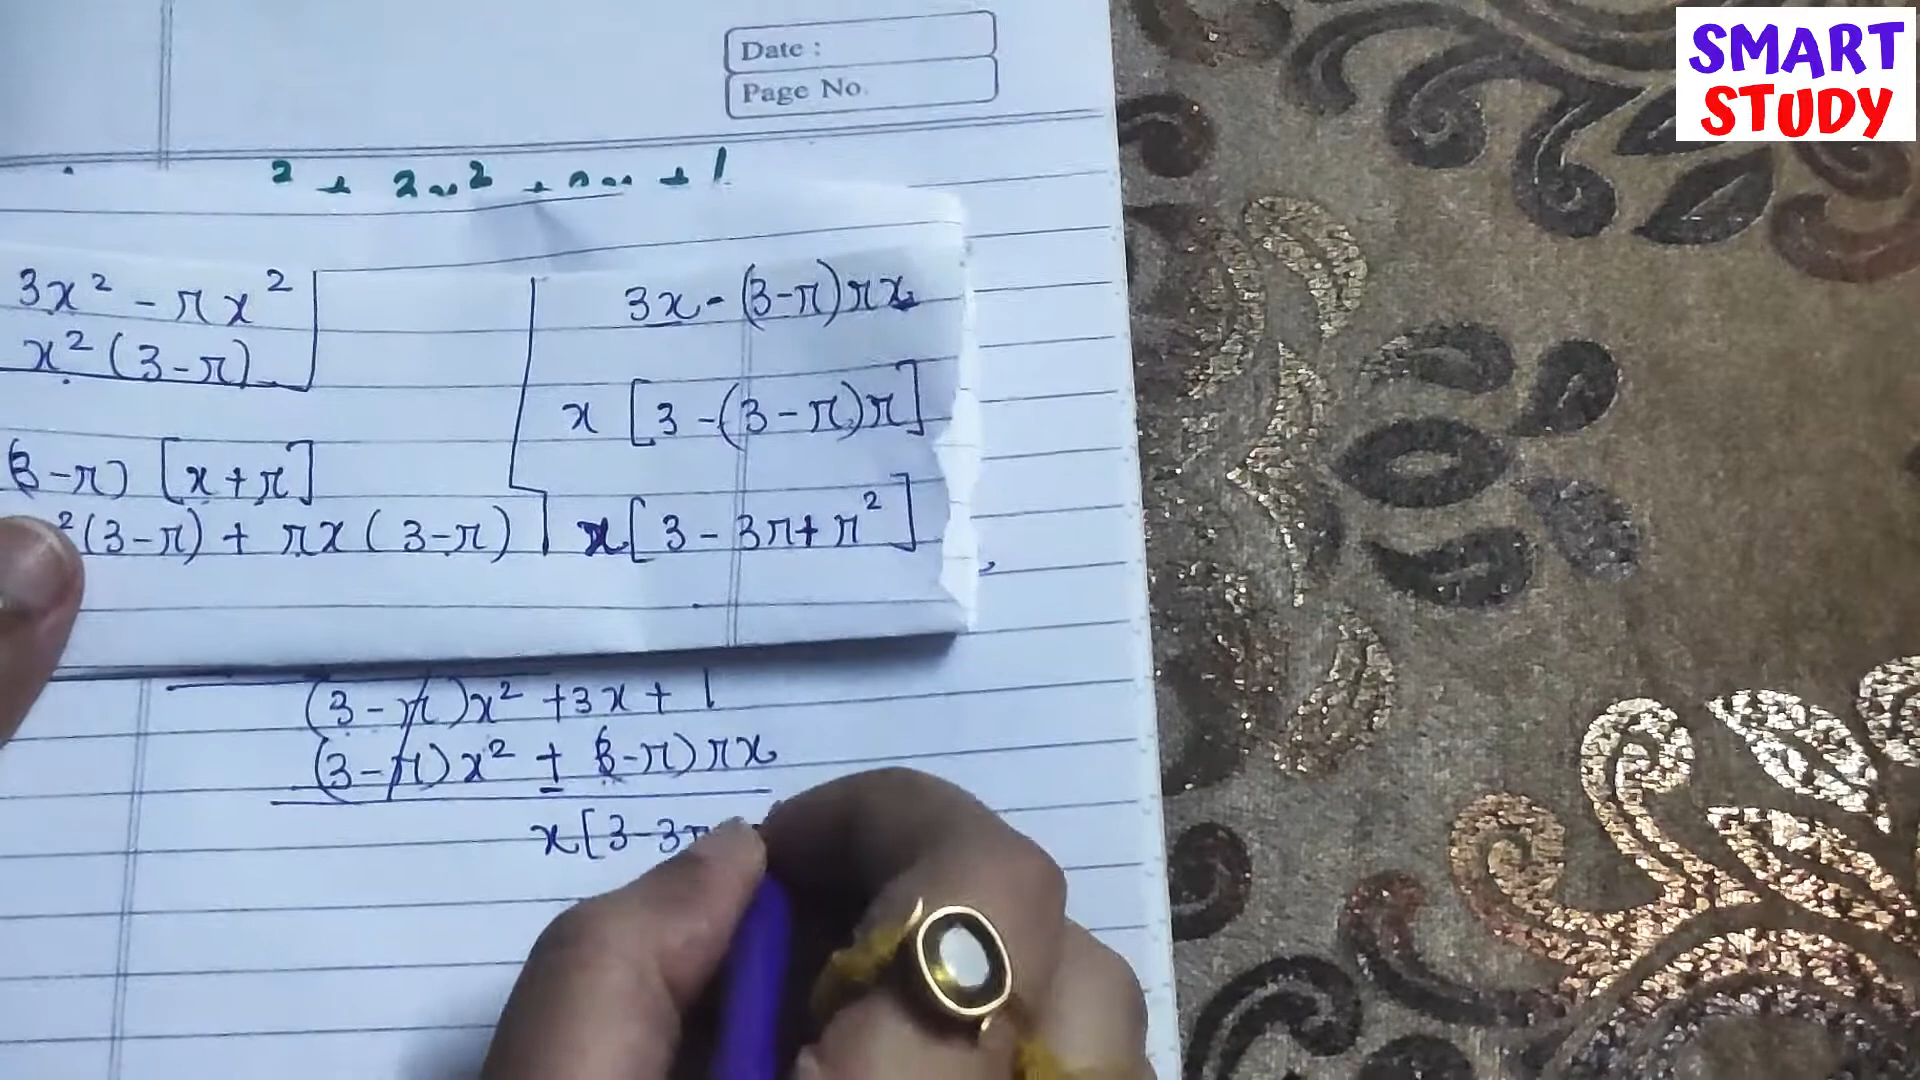 SMART
STUDY
Date :
Page No.
3x² - πx²
x² (3-π)
3x - (3-π)πx
x [3 - (3-π)π]
(3-π) [x+π]
²(3-π) + πx (3-π)
x [3 - 3π + π²]
(3-π)x² + 3x + 1
(3-π)x² + (3-π)πx
x[3-3π